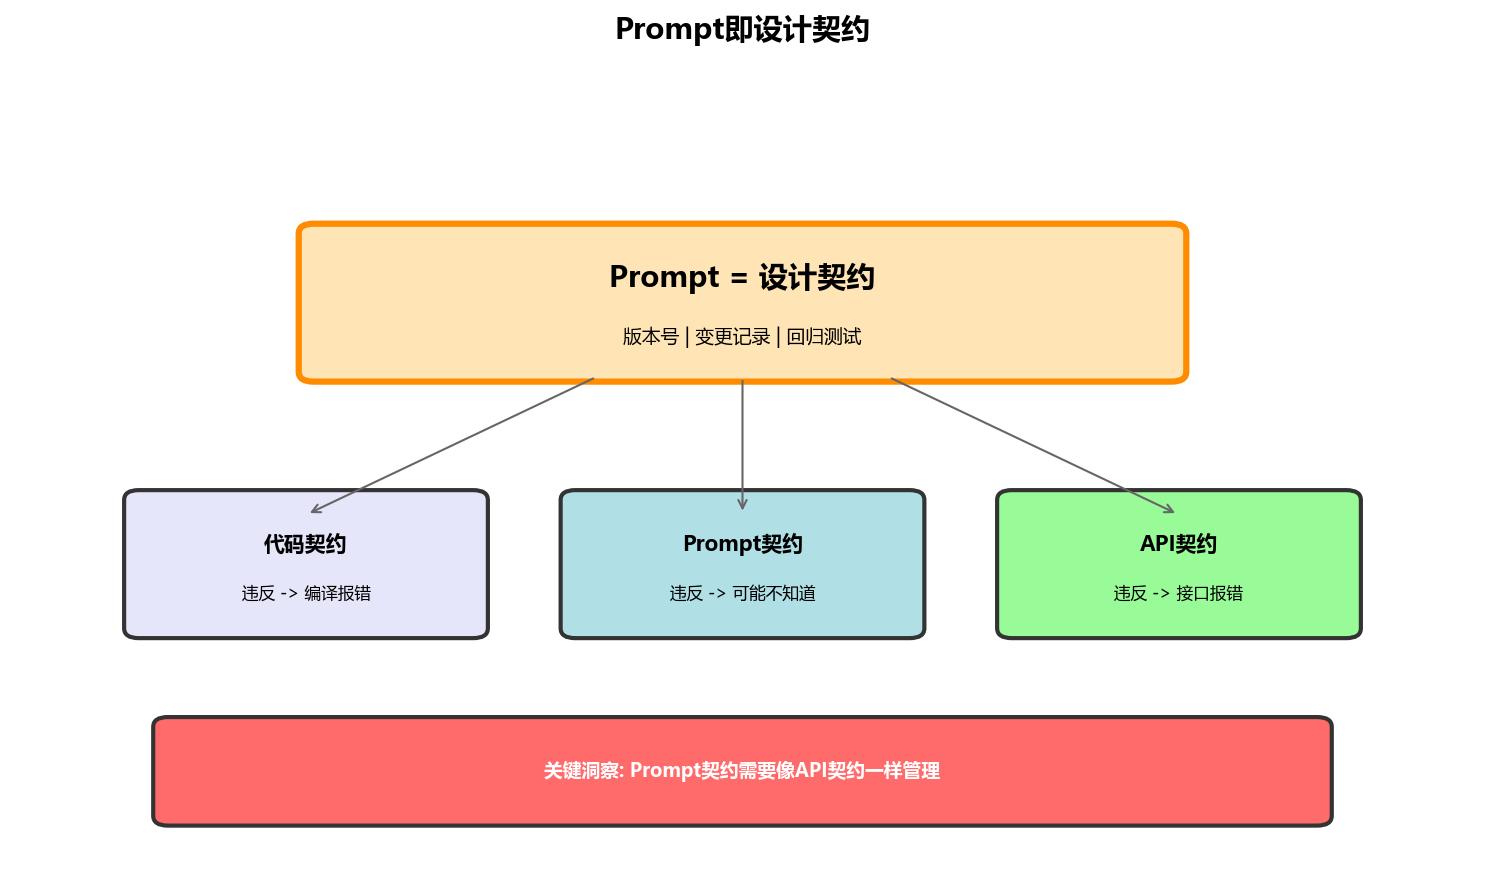 Prompt即设计契约
Prompt = 设计契约
版本号 | 变更记录 | 回归测试
代码契约
违反 -> 编译报错
Prompt契约
违反 -> 可能不知道
API契约
违反 -> 接口报错
关键洞察: Prompt契约需要像API契约一样管理